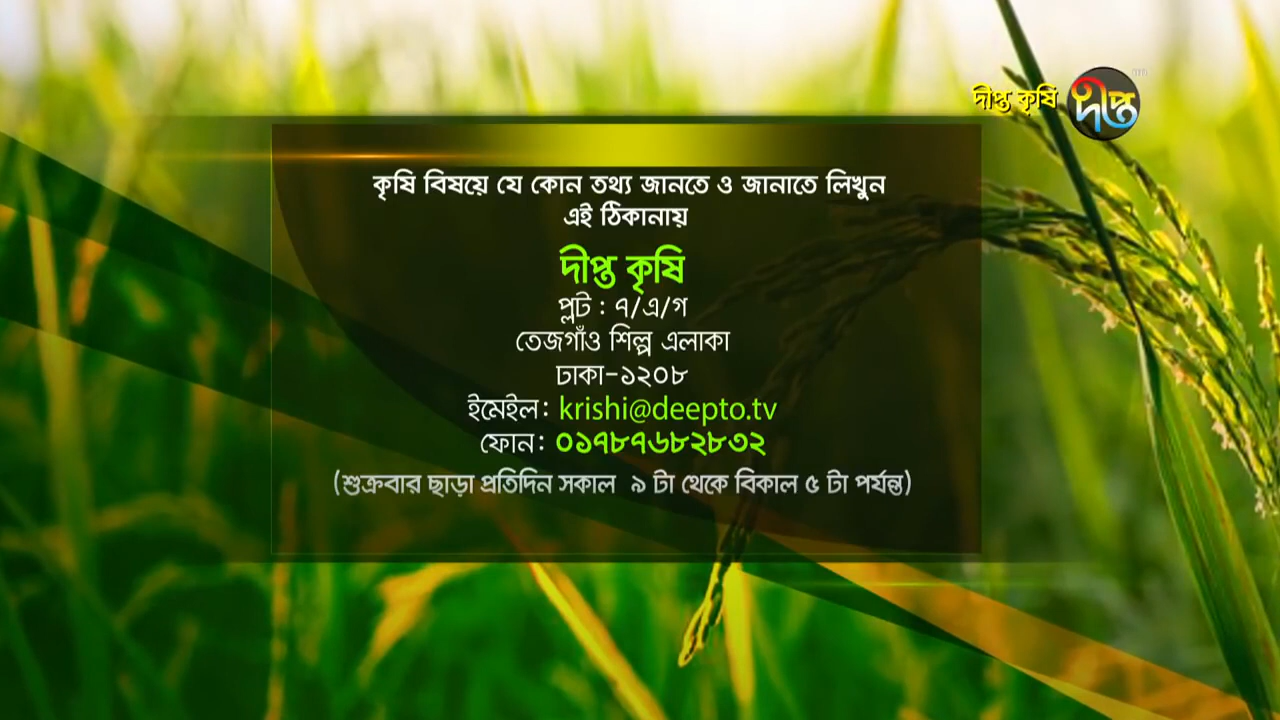 দীপ্ত কৃষি দীপ্ত
কৃষি বিষয়ে যে কোন তথ্য জানতে ও জানাতে লিখুন
এই ঠিকানায়
দীপ্ত কৃষি
প্লট : ৭/এ/গ
তেজগাঁও শিল্প এলাকা
ঢাকা-১২০৮
ইমেইল: krishi@deepto.tv
ফোন: ০১৭৮৭৬৮২৮৩২
(শুক্রবার ছাড়া প্রতিদিন সকাল ৯ টা থেকে বিকাল ৫ টা পর্যন্ত)